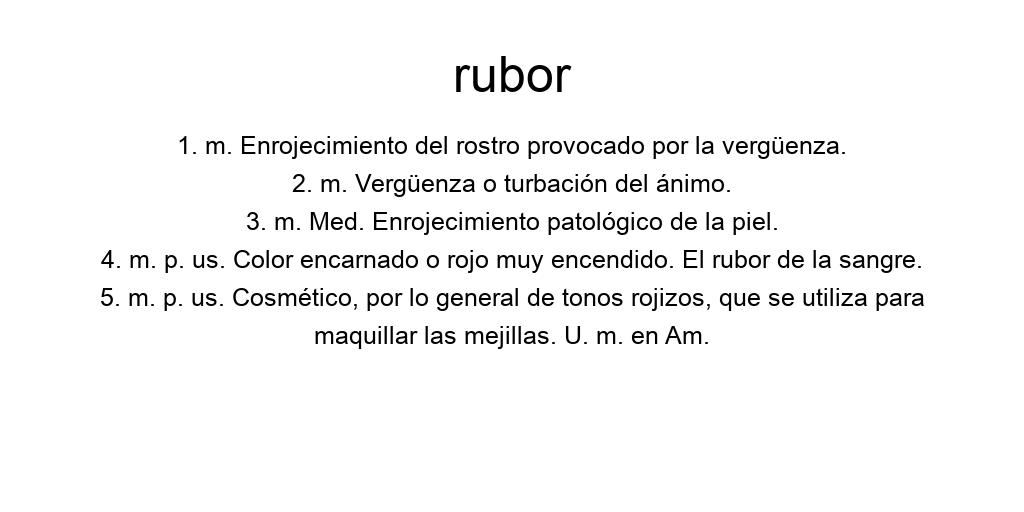 rubor
1. m. Enrojecimiento del rostro provocado por la vergüenza.
2. m. Vergüenza o turbación del ánimo.
3. m. Med. Enrojecimiento patológico de la piel.
4. m. p. us. Color encarnado o rojo muy encendido. El rubor de la sangre.
5. m. p. us. Cosmético, por lo general de tonos rojizos, que se utiliza para
maquillar las mejillas. U. m. en Am.